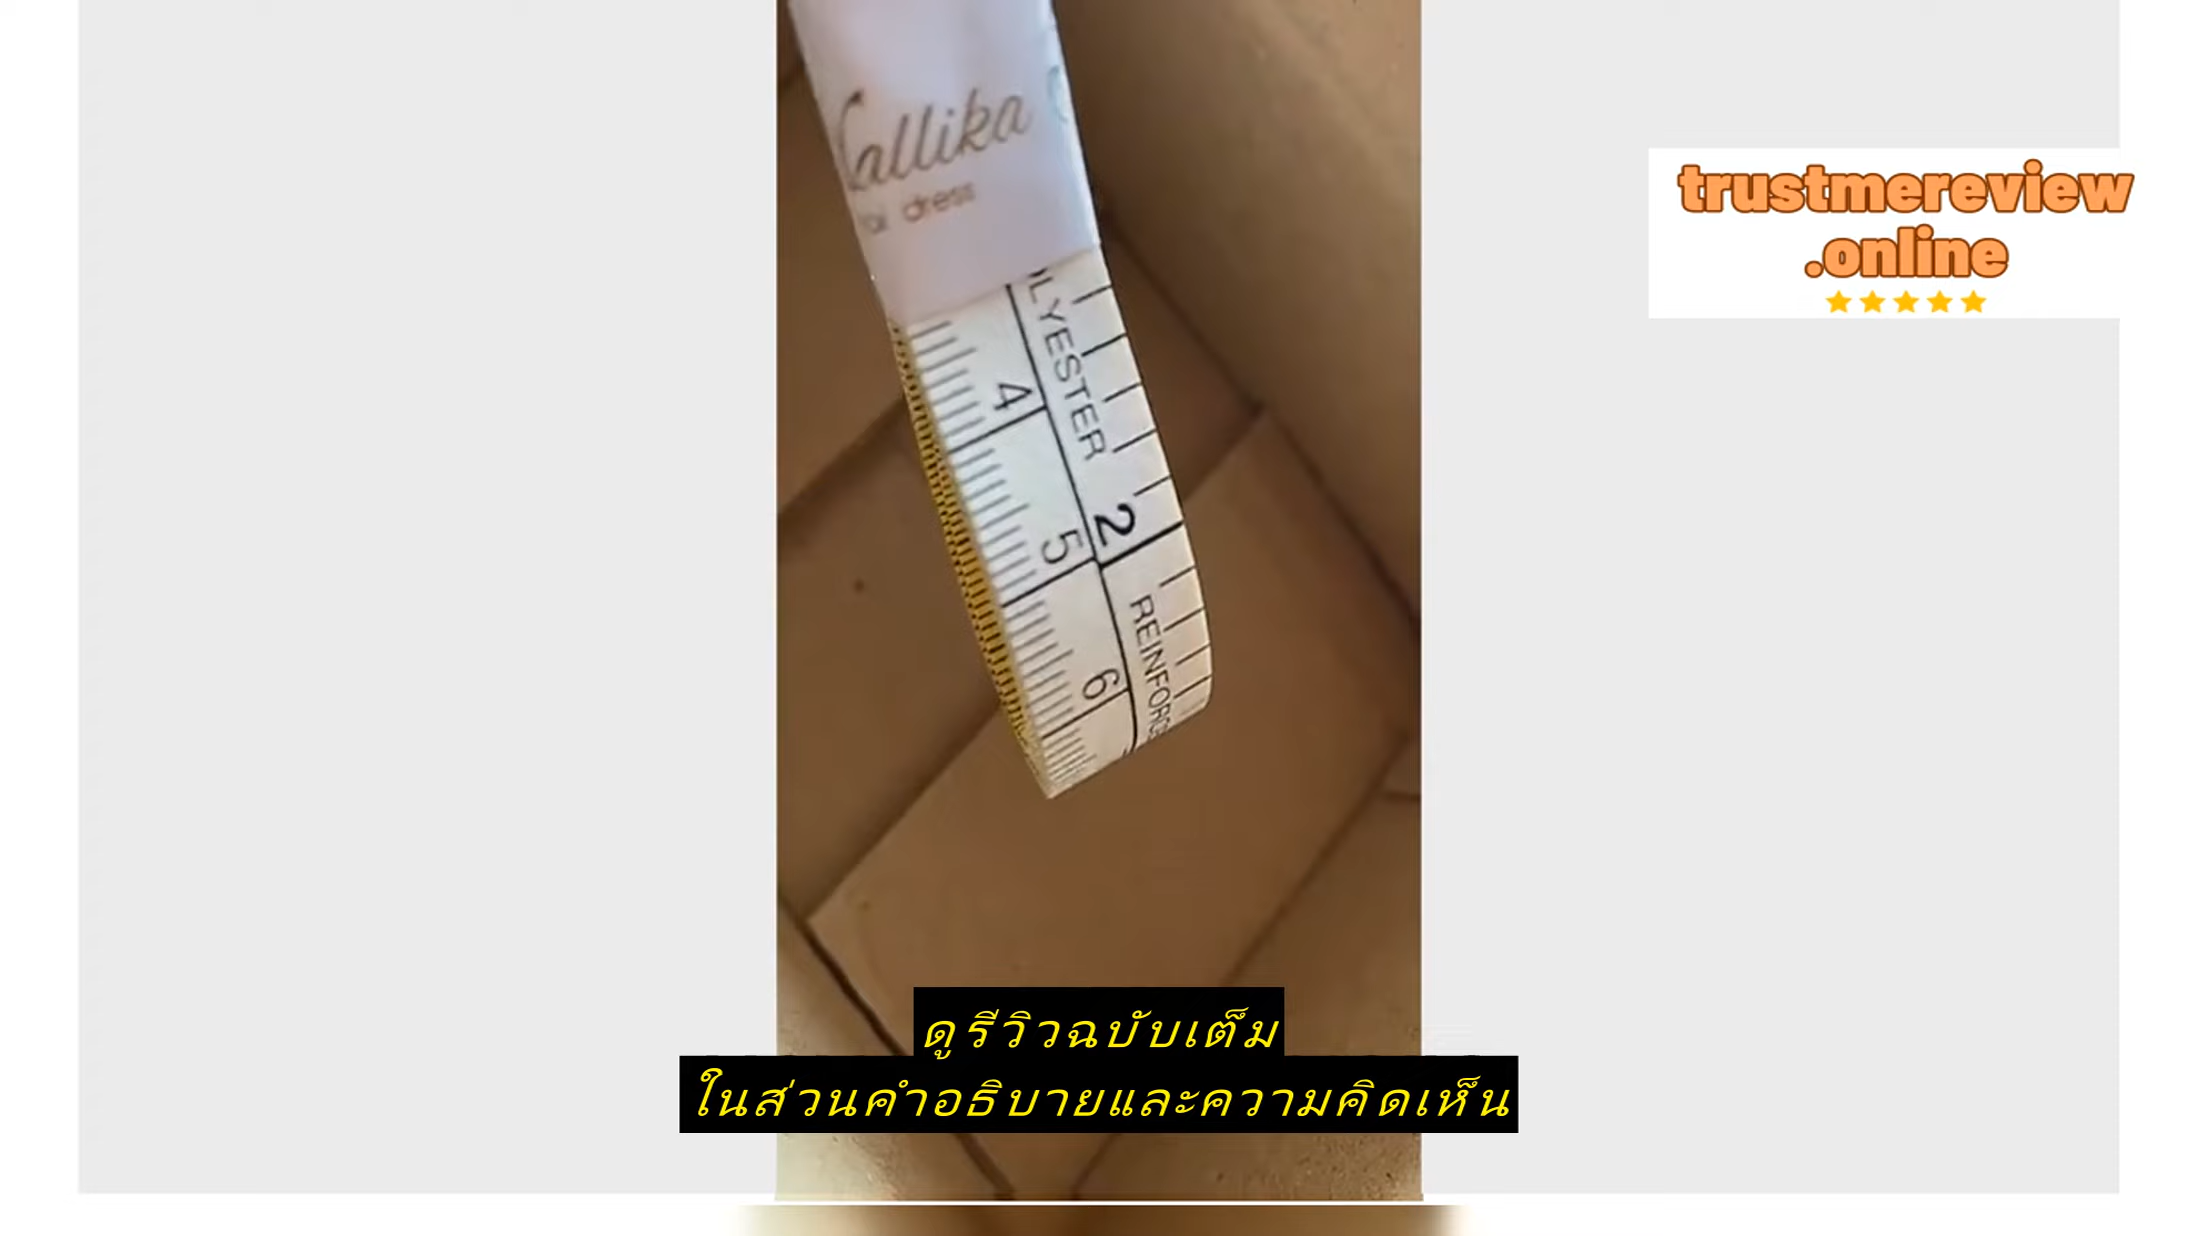 allika
dress
LYESTER
4
2
5
REINFORC
6
trustmereview
.online
ดูรีวิวฉบับเต็ม
ในส่วนคำอธิบายและความคิดเห็น